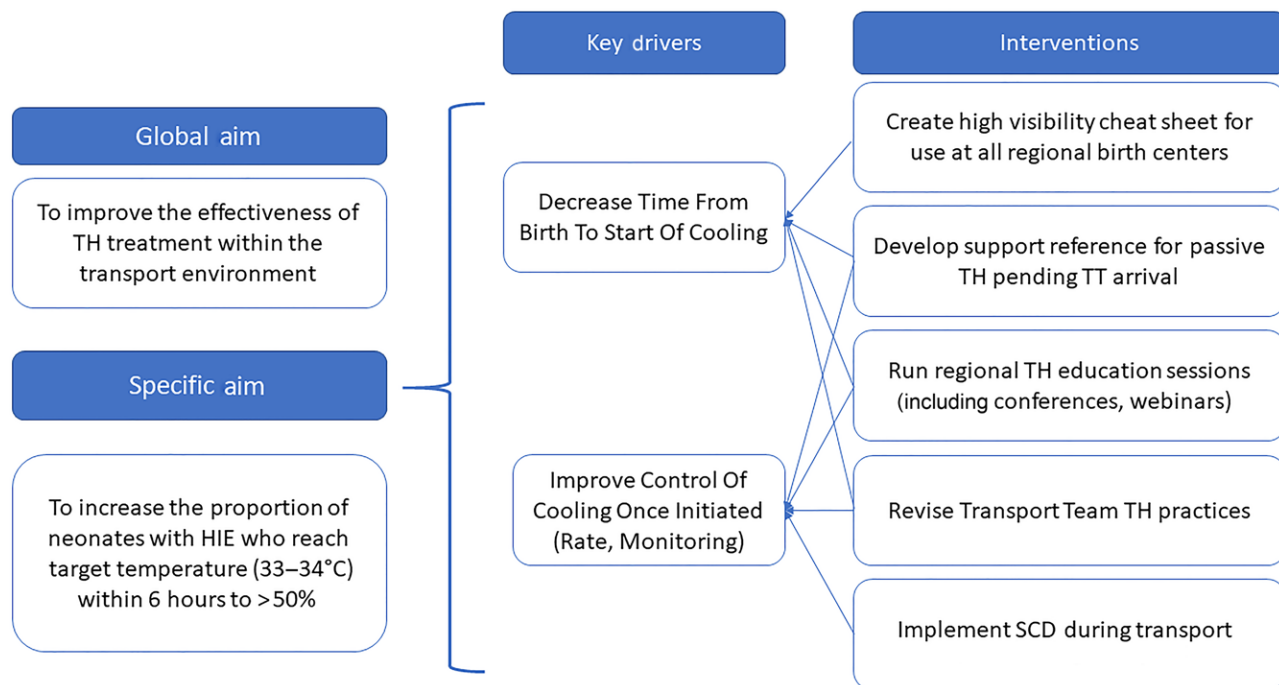 Global aim
To improve the effectiveness of
TH treatment within the
transport environment
Specific aim
To increase the proportion of
neonates with HIE who reach
target temperature (33–34°C)
within 6 hours to >50%
Key drivers
Decrease Time From
Birth To Start Of Cooling
Improve Control Of
Cooling Once Initiated
(Rate, Monitoring)
Interventions
Create high visibility cheat sheet for
use at all regional birth centers
Develop support reference for passive
TH pending TT arrival
Run regional TH education sessions
(including conferences, webinars)
Revise Transport Team TH practices
Implement SCD during transport